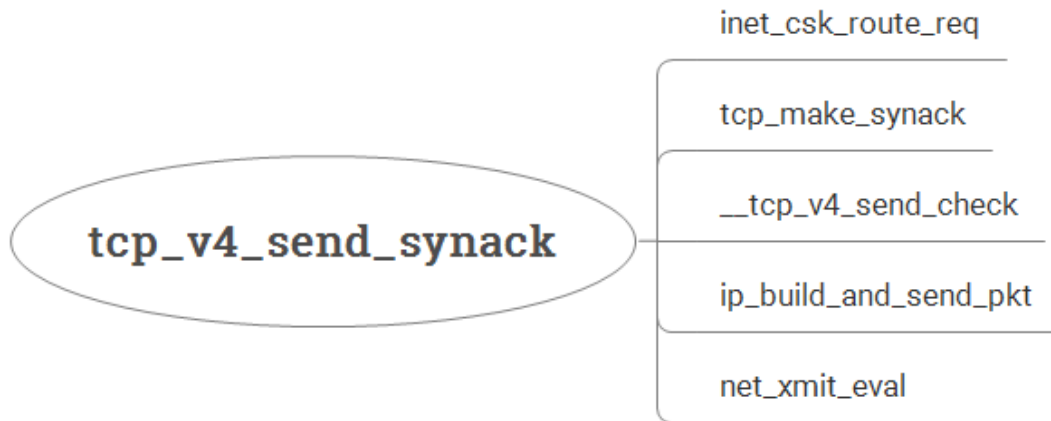 inet_csk_route_req
tcp_make_synack
__tcp_v4_send_check
tcp_v4_send_synack
ip_build_and_send_pkt
net_xmit_eval